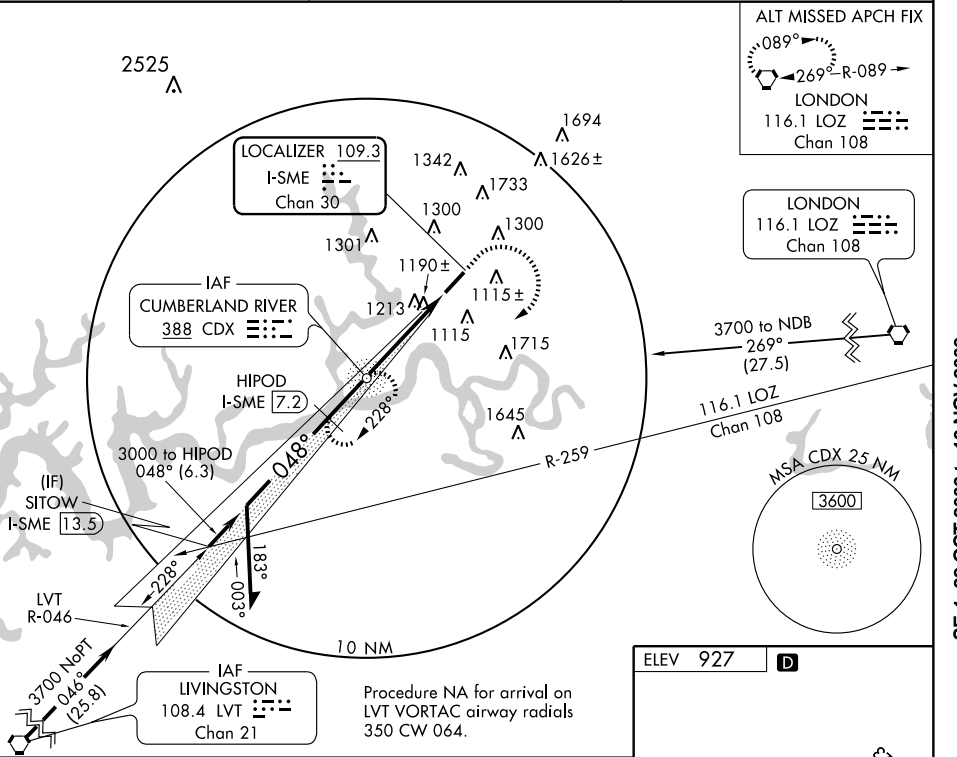 ALT MISSED APCH FIX
089°
269° R-089
LONDON
116.1 LOZ
Chan 108
2525
1694
1626±
LOCALIZER 109.3
I-SME
Chan 30
1342
1733
1300
1300
1301
LONDON
116.1 LOZ
Chan 108
1190±
1213
1115±
1115
1715
IAF
CUMBERLAND RIVER
388 CDX
3700 to NDB
269°
(27.5)
HIPOD
I-SME 7.2
228°
1645
116.1 LOZ
Chan 108
R-259
3000 to HIPOD
048° (6.3)
048°
(IF)
SITOW
I-SME 13.5
MSA CDX 25 NM
3600
228°
183°
003°
LVT
R-046
10 NM
3700 NoPT
046°
(25.8)
IAF
LIVINGSTON
108.4 LVT
Chan 21
Procedure NA for arrival on
LVT VORTAC airway radials
350 CW 064.
ELEV 927 D